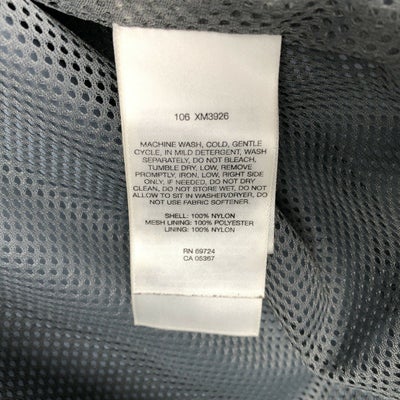 106 XM3926
MACHINE WASH, COLD, GENTLE
CYCLE, IN MILD DETERGENT, WASH
SEPARATELY, DO NOT BLEACH,
TUMBLE DRY, LOW, REMOVE
PROMPTLY, IRON, LOW, RIGHT
SIDE, IF NEEDED, DO NOT DRY
CLEAN, DO NOT STORE WET, DO NOT
ALLOW TO SIT IN WASHER/DRYER, DO
NOT USE FABRIC SOFTENER.
SHELL: 100% NYLON
MESH LINING: 100% POLYESTER
LINING: 100% NYLON
RN 69724
CA 05367